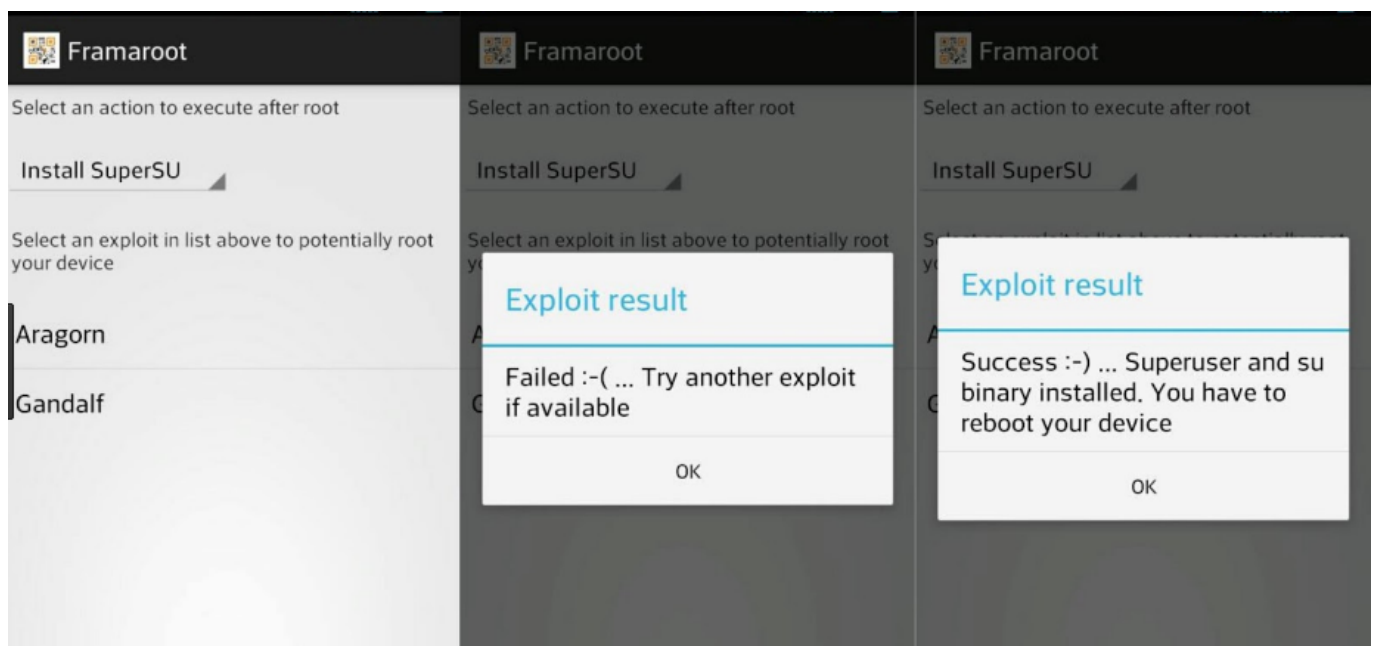 Framaroot
Select an action to execute after root
Install SuperSU
Select an exploit in list above to potentially root
your device
Aragorn
Gandalf
Framaroot
Select an action to execute after root
Install SuperSU
Select an exploit in list above to potentially root
Exploit result
Failed :-( ... Try another exploit
if available
OK
Framaroot
Select an action to execute after root
Install SuperSU
Exploit result
Success :-) ... Superuser and su
binary installed. You have to
reboot your device
OK